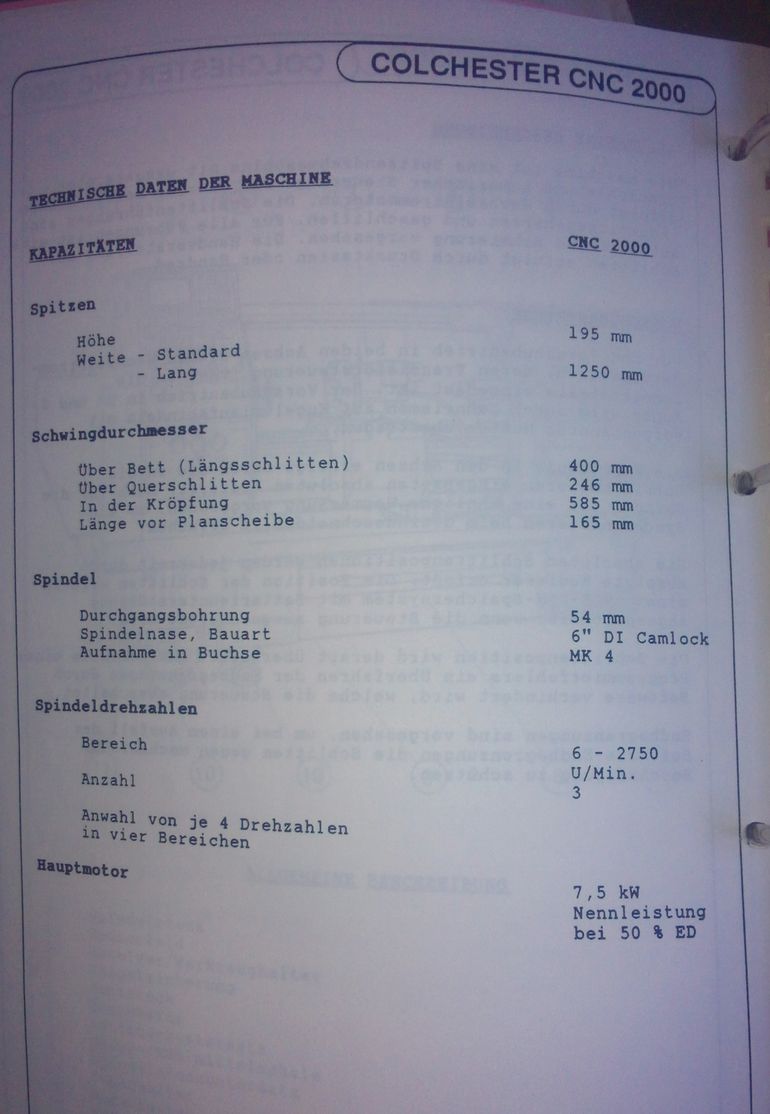 COLCHESTER CNC 2000
TECHNISCHE DATEN DER MASCHINE
KAPAZITÄTEN CNC 2000
Spitzen
Höhe 195 mm
Weite - Standard
- Lang 1250 mm
Schwingdurchmesser
Über Bett (Längsschlitten) 400 mm
Über Querschlitten 246 mm
In der Kröpfung 585 mm
Länge vor Planscheibe 165 mm
Spindel
Durchgangsbohrung 54 mm
Spindelnase, Bauart 6" DI Camlock
Aufnahme in Buchse MK 4
Spindeldrehzahlen
Bereich 6 - 2750
U/Min.
Anzahl 3
Anwahl von je 4 Drehzahlen
in vier Bereichen
Hauptmotor 7,5 kW
Nennleistung
bei 50 % ED